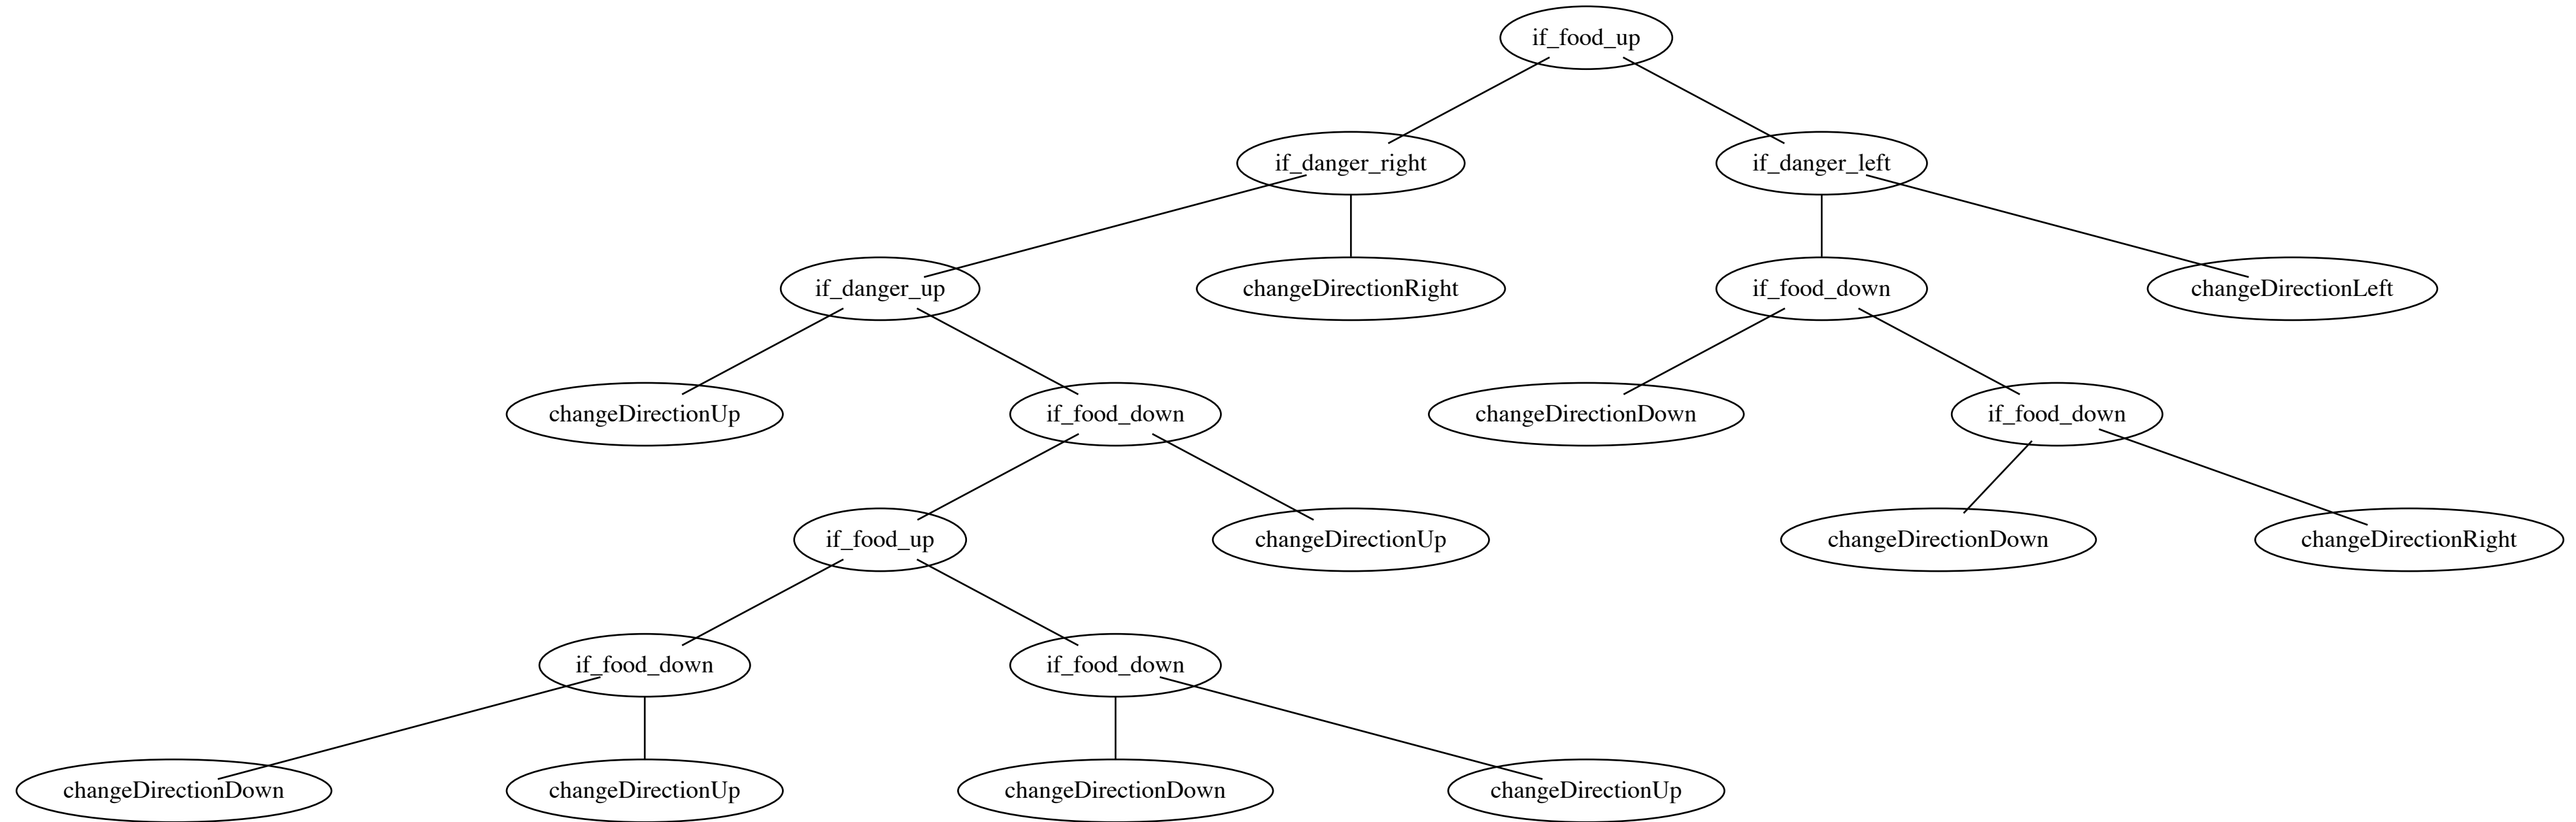 if_food_up
if_danger_right
if_danger_left
if_danger_up
changeDirectionRight
if_food_down
changeDirectionLeft
changeDirectionUp
if_food_down
changeDirectionDown
if_food_down
if_food_up
changeDirectionUp
changeDirectionDown
changeDirectionRight
if_food_down
if_food_down
changeDirectionDown
changeDirectionUp
changeDirectionDown
changeDirectionUp